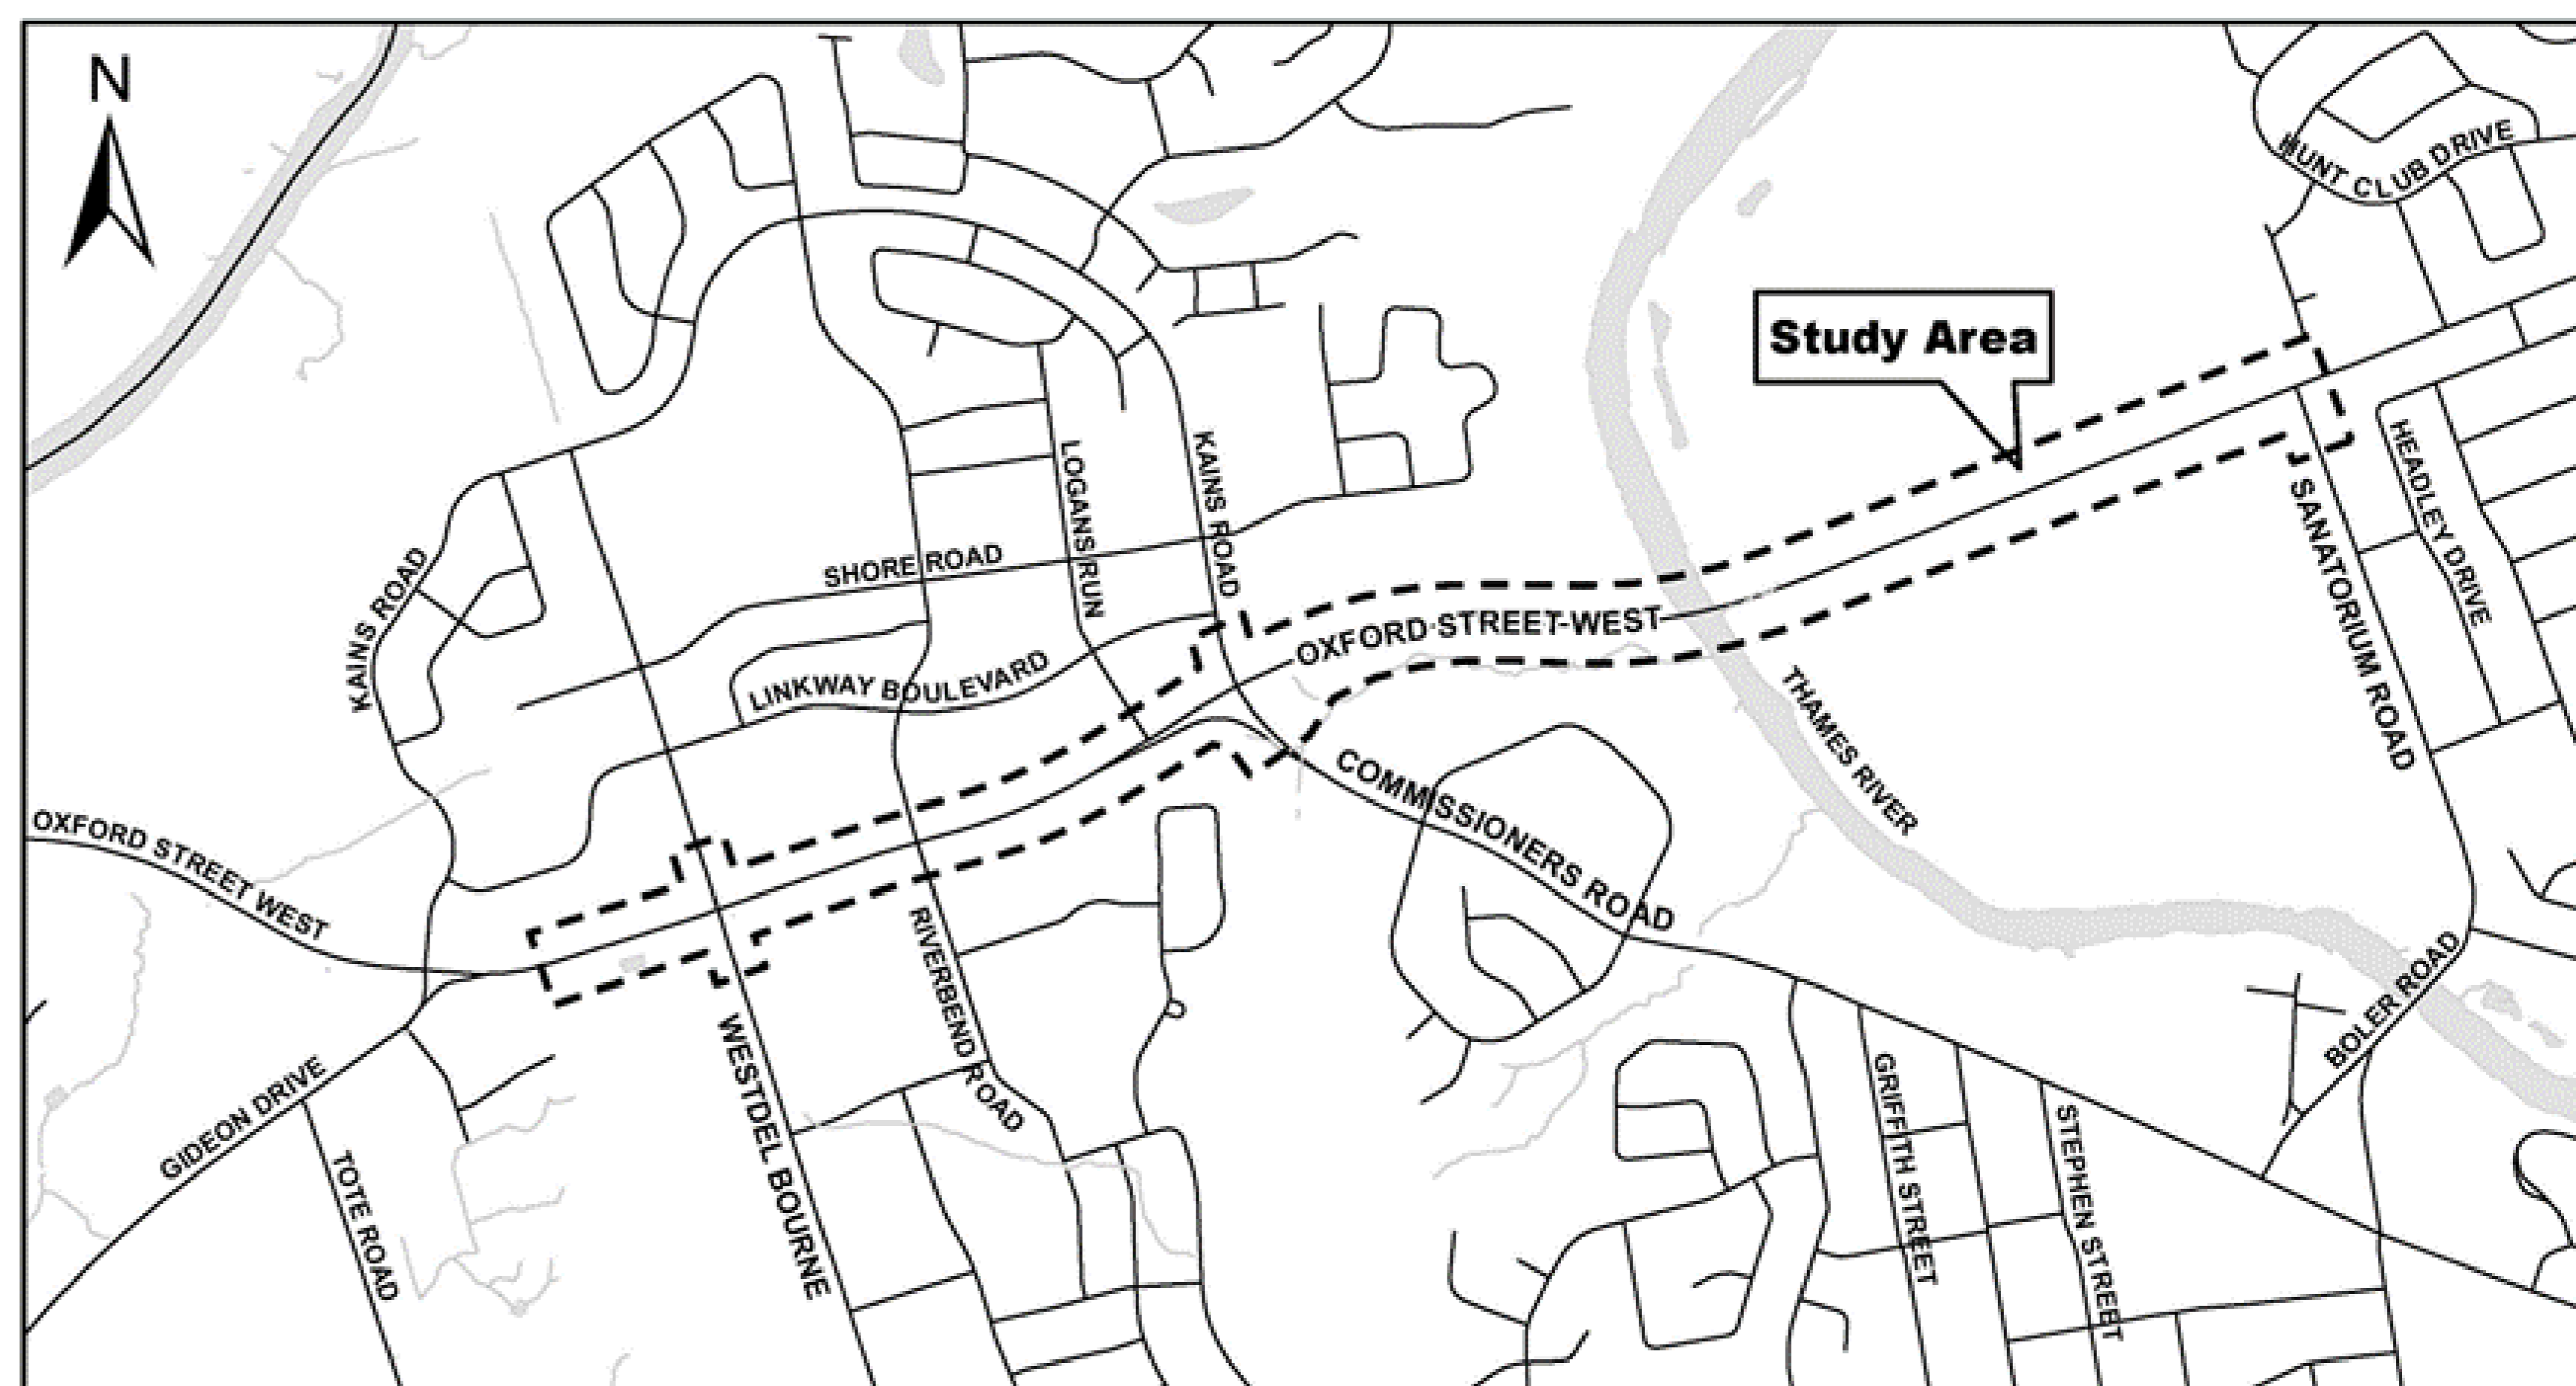 N
HUNT CLUB DRIVE
Study Area
KAINS ROAD
LOGANS RUN
HEADLEY DRIVE
SANATORIUM ROAD
SHORE ROAD
KAINS ROAD
OXFORD STREET WEST
LINKWAY BOULEVARD
THAMES RIVER
COMMISSIONERS ROAD
OXFORD STREET WEST
RIVERBEND ROAD
BOLER ROAD
WESTDEL BOURNE
GIDEON DRIVE
GRIFFITH STREET
STEPHEN STREET
TOTE ROAD